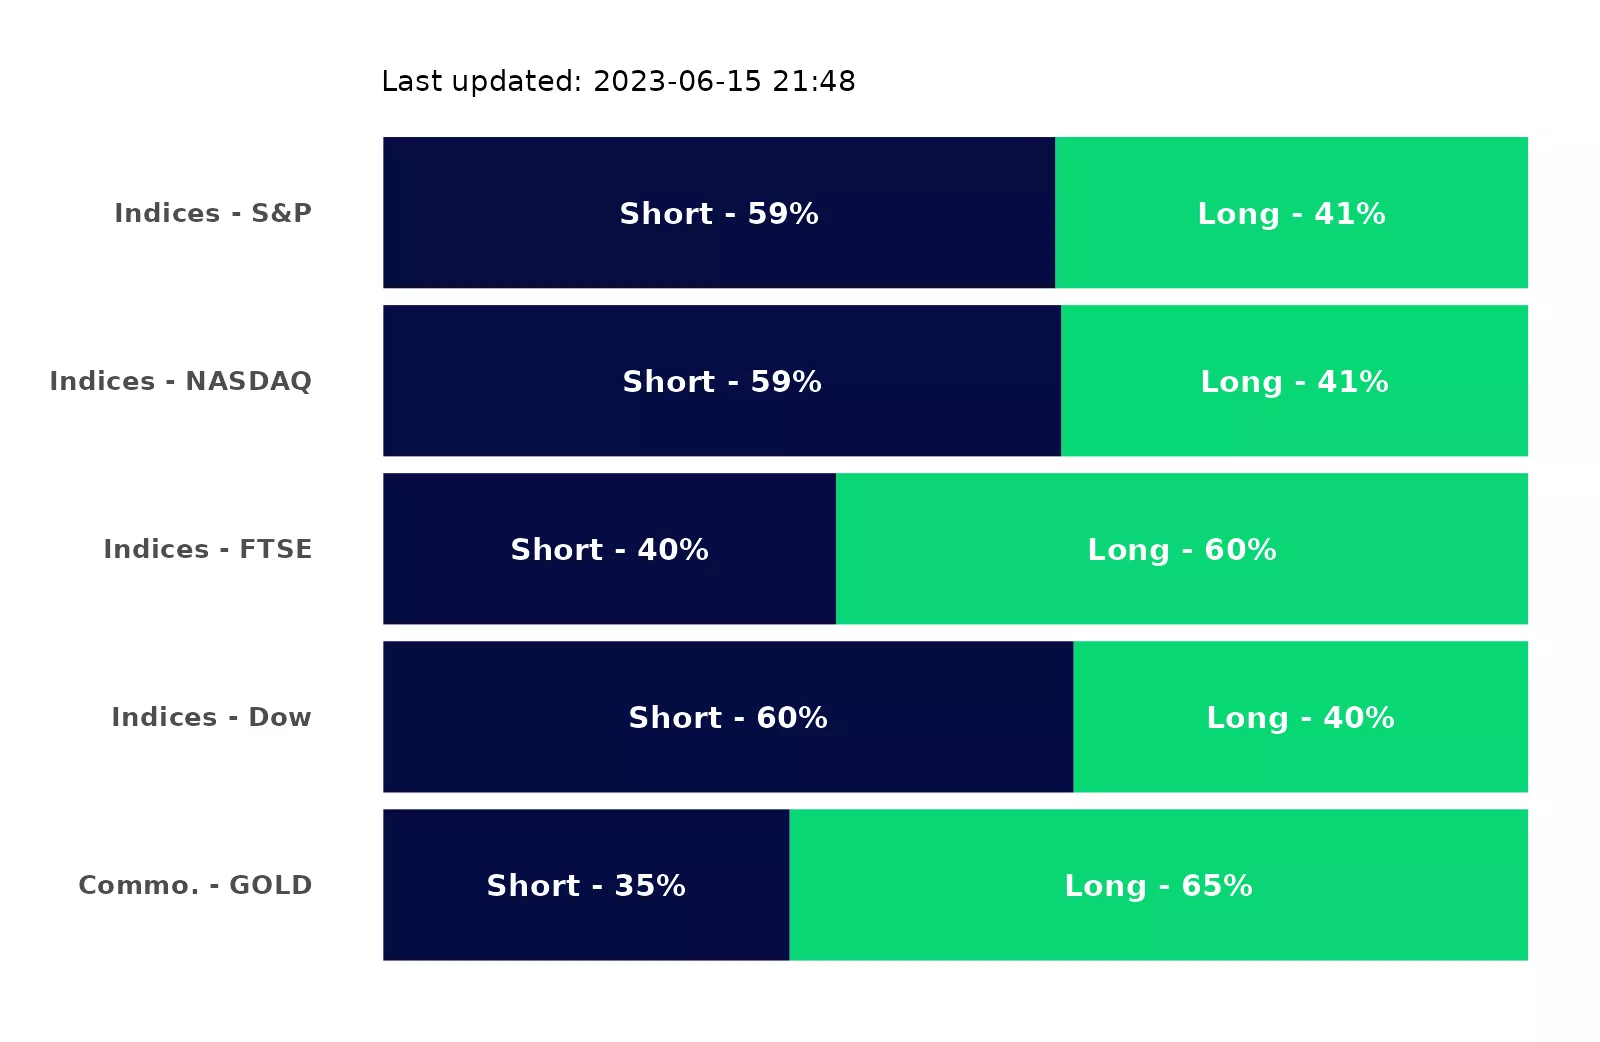 Last updated: 2023-06-15 21:48
Indices - S&P Short - 59% Long - 41%
Indices - NASDAQ Short - 59% Long - 41%
Indices - FTSE Short - 40% Long - 60%
Indices - Dow Short - 60% Long - 40%
Commo. - GOLD Short - 35% Long - 65%